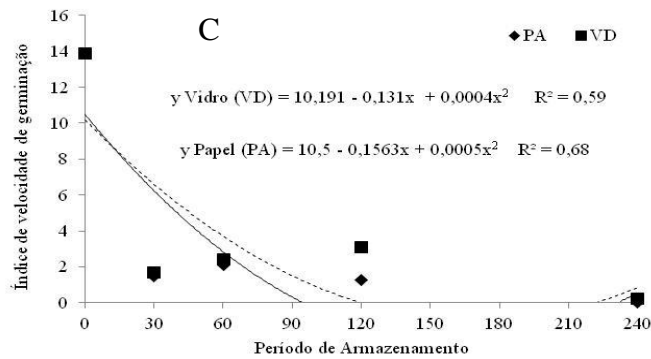 C
PA VD
y Vidro (VD) = 10,191 - 0,131x + 0,0004x² R² = 0,59
y Papel (PA) = 10,5 - 0,1563x + 0,0005x² R² = 0,68
Índice de velocidade de germinação
16
14
12
10
8
6
4
2
0
0 30 60 90 120 150 180 210 240
Período de Armazenamento